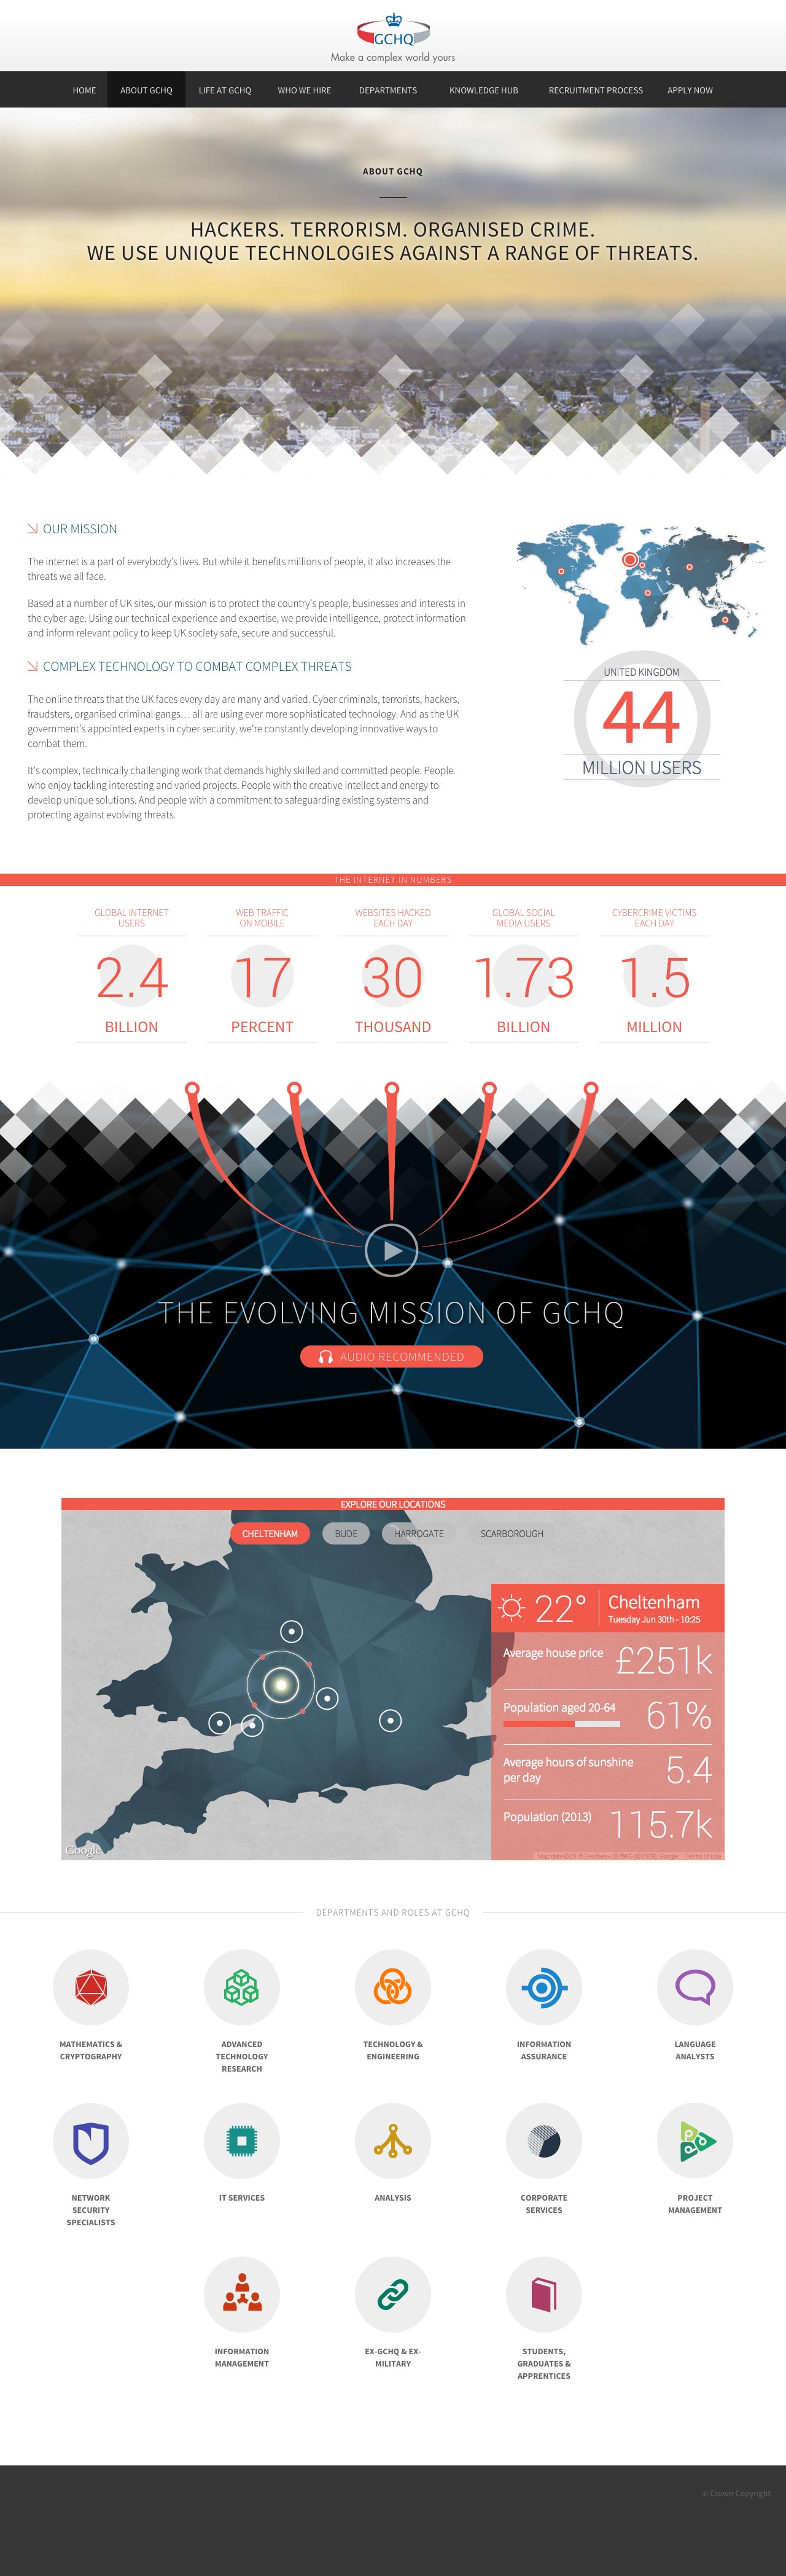 GCHQ
Make a complex world yours
HOME
ABOUT GCHQ
LIFE AT GCHQ
WHO WE HIRE
DEPARTMENTS
KNOWLEDGE HUB
RECRUITMENT PROCESS
APPLY NOW
ABOUT GCHQ
HACKERS. TERRORISM. ORGANISED CRIME.
WE USE UNIQUE TECHNOLOGIES AGAINST A RANGE OF THREATS.
OUR MISSION
The internet is a part of everybody's lives. But while it benefits millions of people, it also increases the
threats we all face.
Based at a number of UK sites, our mission is to protect the country's people, businesses and interests in
the cyber age. Using our technical experience and expertise, we provide intelligence, protect information
and inform relevant policy to keep UK society safe, secure and successful.
COMPLEX TECHNOLOGY TO COMBAT COMPLEX THREATS
The online threats that the UK faces every day are many and varied. Cyber criminals, terrorists, hackers,
fraudsters, organised criminal gangs… all are using ever more sophisticated technology. And as the UK
government's appointed experts in cyber security, we're constantly developing innovative ways to
combat them.
It's complex, technically challenging work that demands highly skilled and committed people. People
who enjoy tackling interesting and varied projects. People with the creative intellect and energy to
develop unique solutions. And people with a commitment to safeguarding existing systems and
protecting against evolving threats.
UNITED KINGDOM
44
MILLION USERS
THE INTERNET IN NUMBERS
GLOBAL INTERNET
USERS
2.4
BILLION
WEB TRAFFIC
ON MOBILE
17
PERCENT
WEBSITES HACKED
EACH DAY
30
THOUSAND
GLOBAL SOCIAL
MEDIA USERS
1.73
BILLION
CYBERCRIME VICTIMS
EACH DAY
1.5
MILLION
THE EVOLVING MISSION OF GCHQ
AUDIO RECOMMENDED
EXPLORE OUR LOCATIONS
CHELTENHAM
BUDE
HARROGATE
SCARBOROUGH
22°
Cheltenham
Tuesday Jun 30th - 10:25
Average house price
£251k
Population aged 20-64
61%
Average hours of sunshine
per day
5.4
Population (2013)
115.7k
Google
Terms of Use
DEPARTMENTS AND ROLES AT GCHQ
MATHEMATICS &
CRYPTOGRAPHY
ADVANCED
TECHNOLOGY
RESEARCH
TECHNOLOGY &
ENGINEERING
INFORMATION
ASSURANCE
LANGUAGE
ANALYSTS
NETWORK
SECURITY
SPECIALISTS
IT SERVICES
ANALYSIS
CORPORATE
SERVICES
PROJECT
MANAGEMENT
INFORMATION
MANAGEMENT
EX-GCHQ & EX-
MILITARY
STUDENTS,
GRADUATES &
APPRENTICES
© Crown Copyright